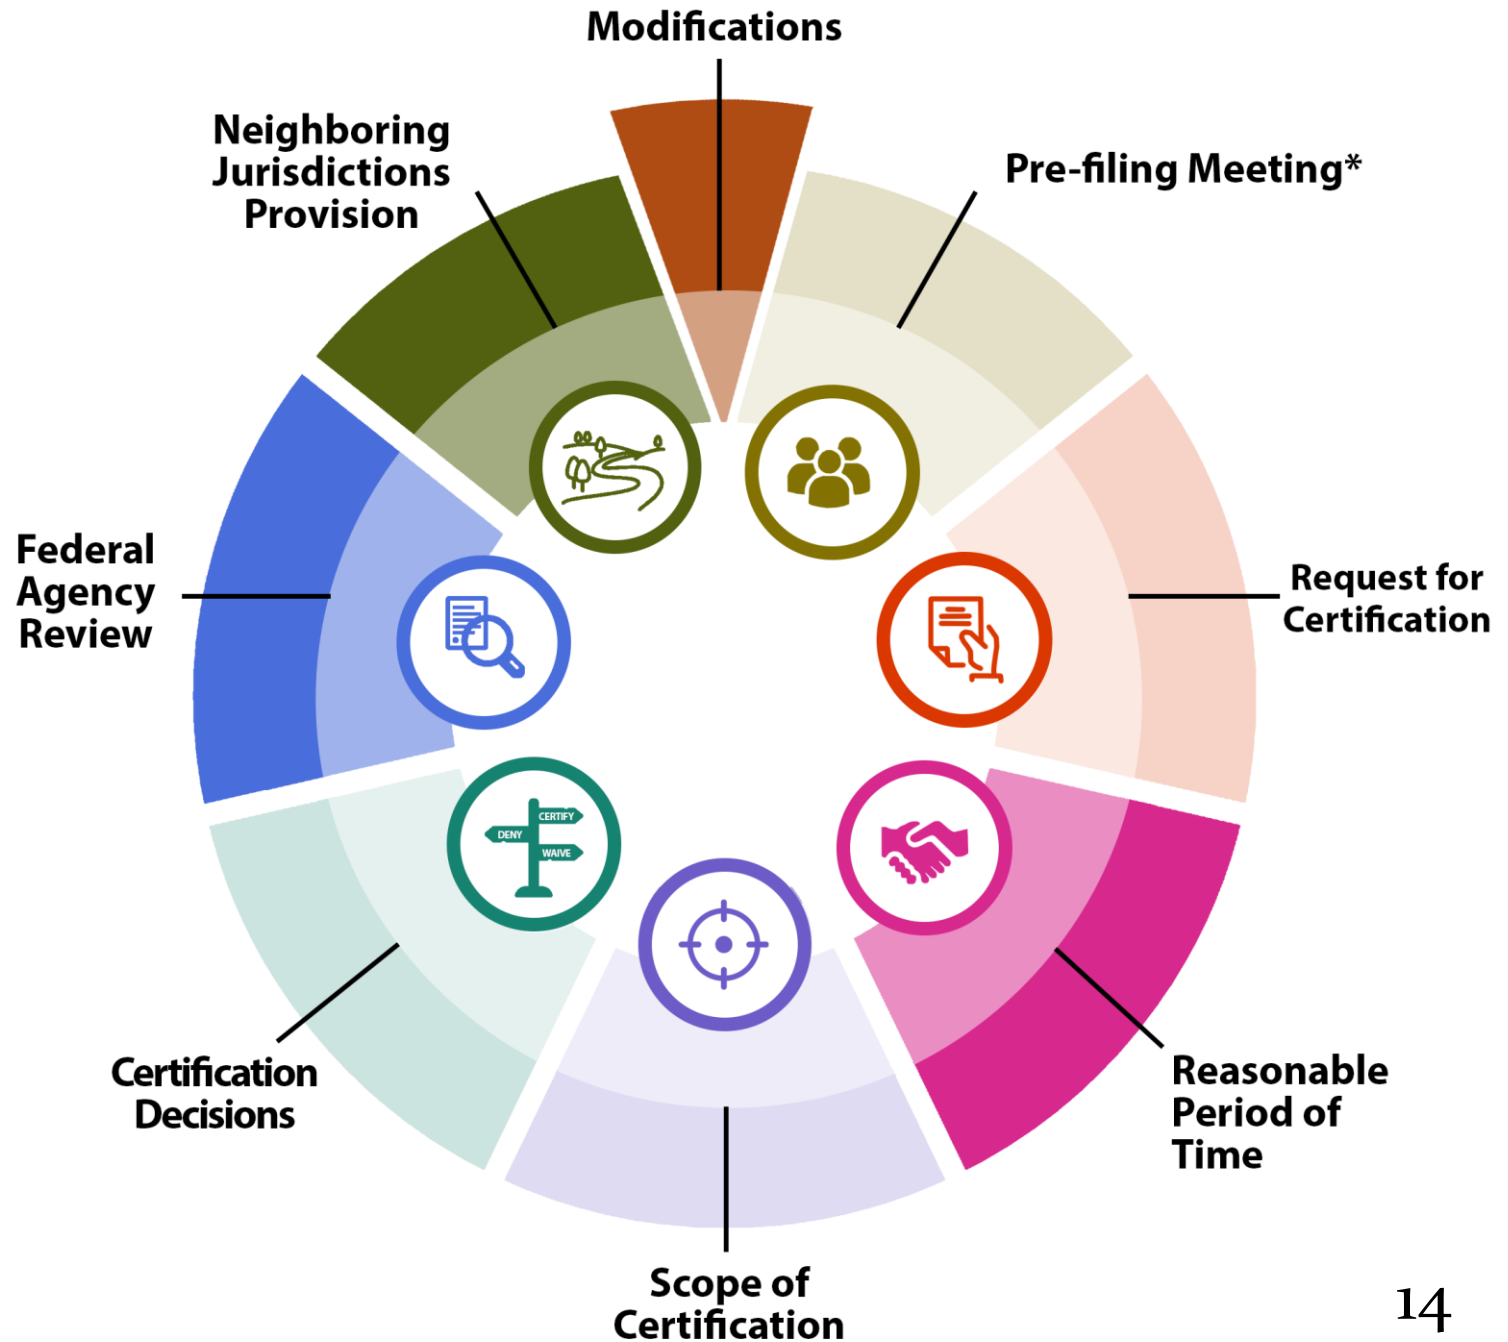 Modifications
Neighboring
Jurisdictions
Provision
Pre-filing Meeting*
Federal
Agency
Review
Request for
Certification
CERTIFY
DENY
WAIVE
Certification
Decisions
Reasonable
Period of
Time
Scope of
Certification
14